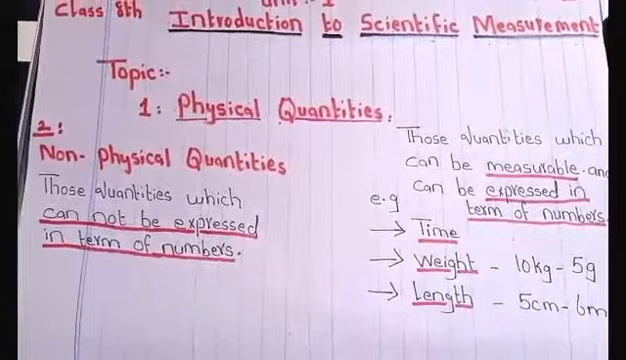 Class 8th
Unit :- 1
Introduction to Scientific Measurement
Topic:-
1: Physical Quantities.
Those quantities which
can be measurable. and
can be expressed in
term of numbers.
e.g
→ Time
→ Weight - 10kg - 5g
→ Length - 5cm - 6m
2:
Non-physical Quantities
Those quantities which
can not be expressed
in term of numbers.